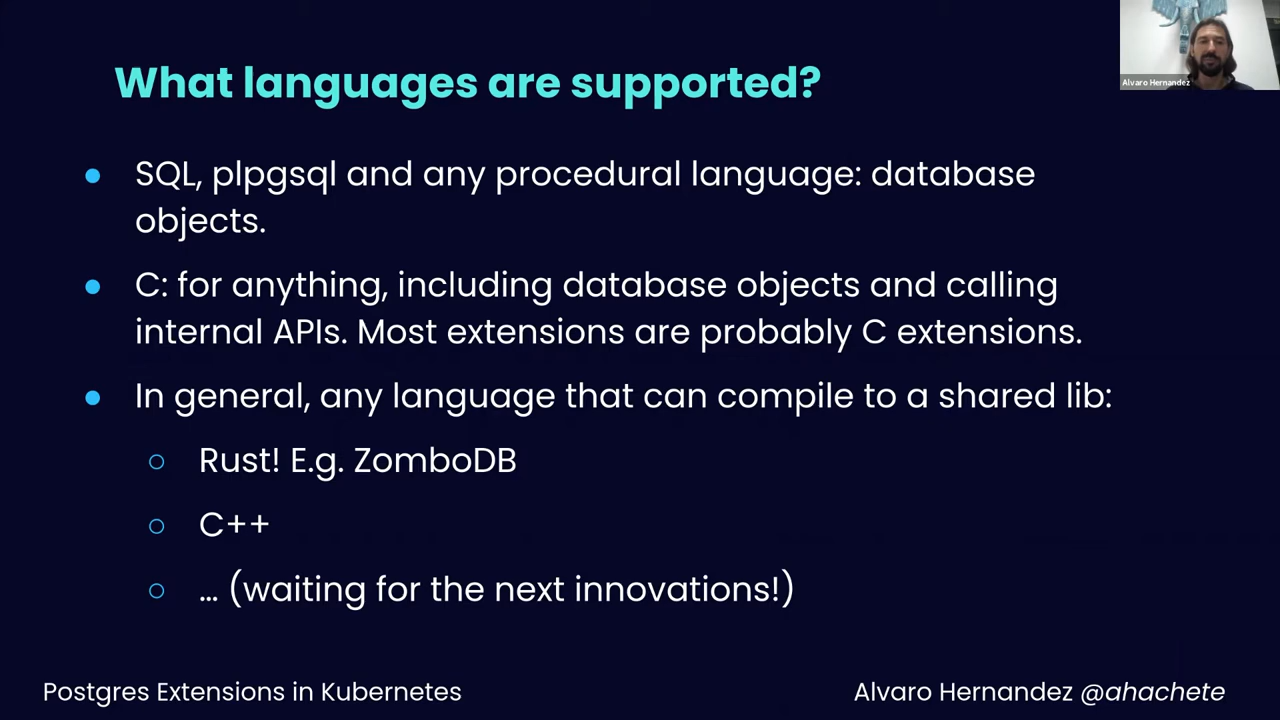 What languages are supported?
Alvaro Hernandez
● SQL, plpgsql and any procedural language: database
objects.
● C: for anything, including database objects and calling
internal APIs. Most extensions are probably C extensions.
● In general, any language that can compile to a shared lib:
○ Rust! E.g. ZomboDB
○ C++
○ … (waiting for the next innovations!)
Postgres Extensions in Kubernetes
Alvaro Hernandez @ahachete